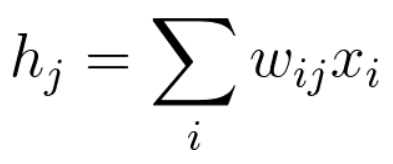 h_j = \sum_i w_{ij} x_i